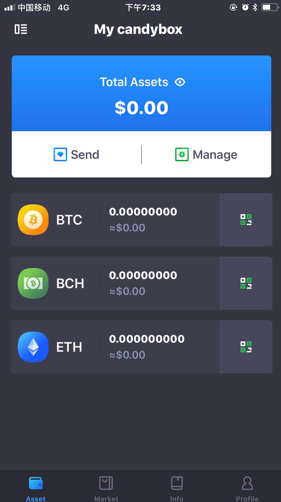 中国移动 4G 下午7:33
My candybox
Total Assets
$0.00
Send Manage
BTC 0.00000000
≈$0.00
BCH 0.00000000
≈$0.00
ETH 0.00000000
≈$0.00
Asset Market Info Profile